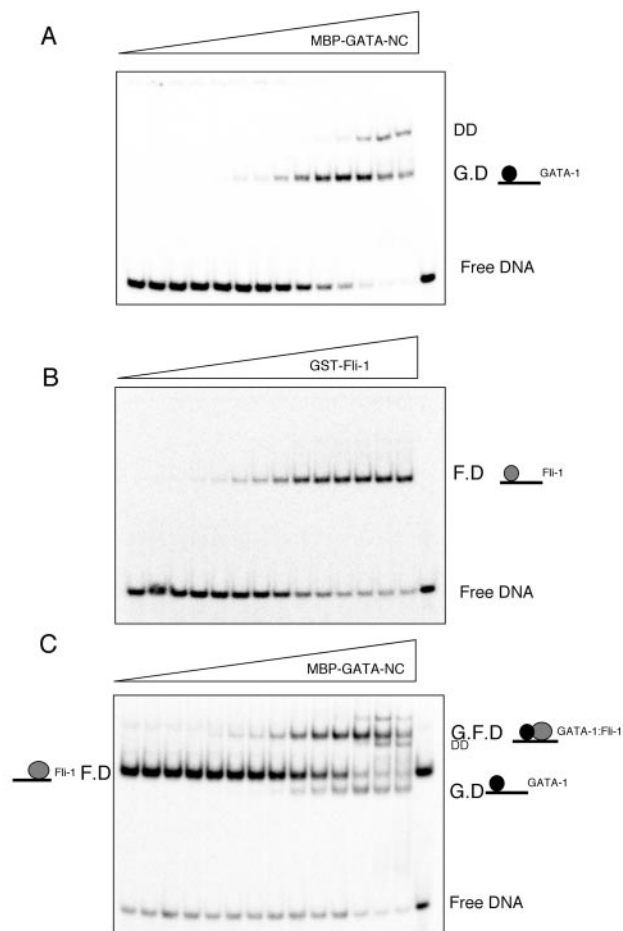 A
MBP-GATA-NC
DD
G.D GATA-1
Free DNA
B
GST-Fli-1
F.D Fli-1
Free DNA
C
MBP-GATA-NC
G.F.D GATA-1:Fli-1
DD
Fli-1 F.D
G.D GATA-1
Free DNA